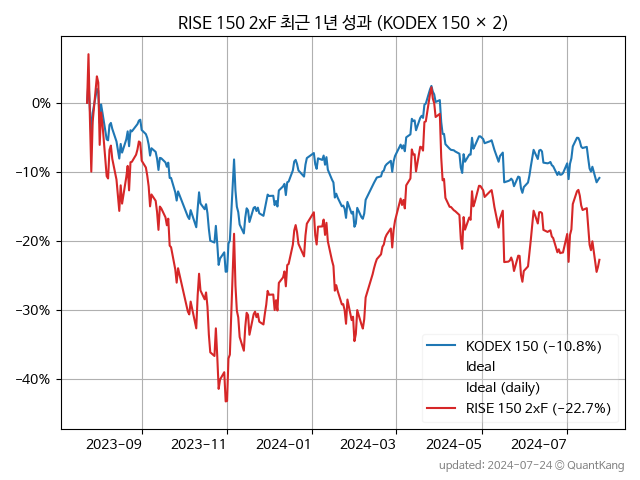 RISE 150 2xF 최근 1년 성과 (KODEX 150 × 2)
0%
−10%
−20%
−30%
−40%
KODEX 150 (−10.8%)
Ideal
Ideal (daily)
RISE 150 2xF (−22.7%)
2023−09 2023−11 2024−01 2024−03 2024−05 2024−07
updated: 2024−07−24 © QuantKang